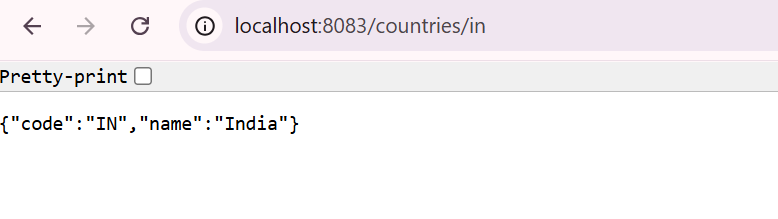 localhost:8083/countries/in
Pretty-print
{"code":"IN","name":"India"}